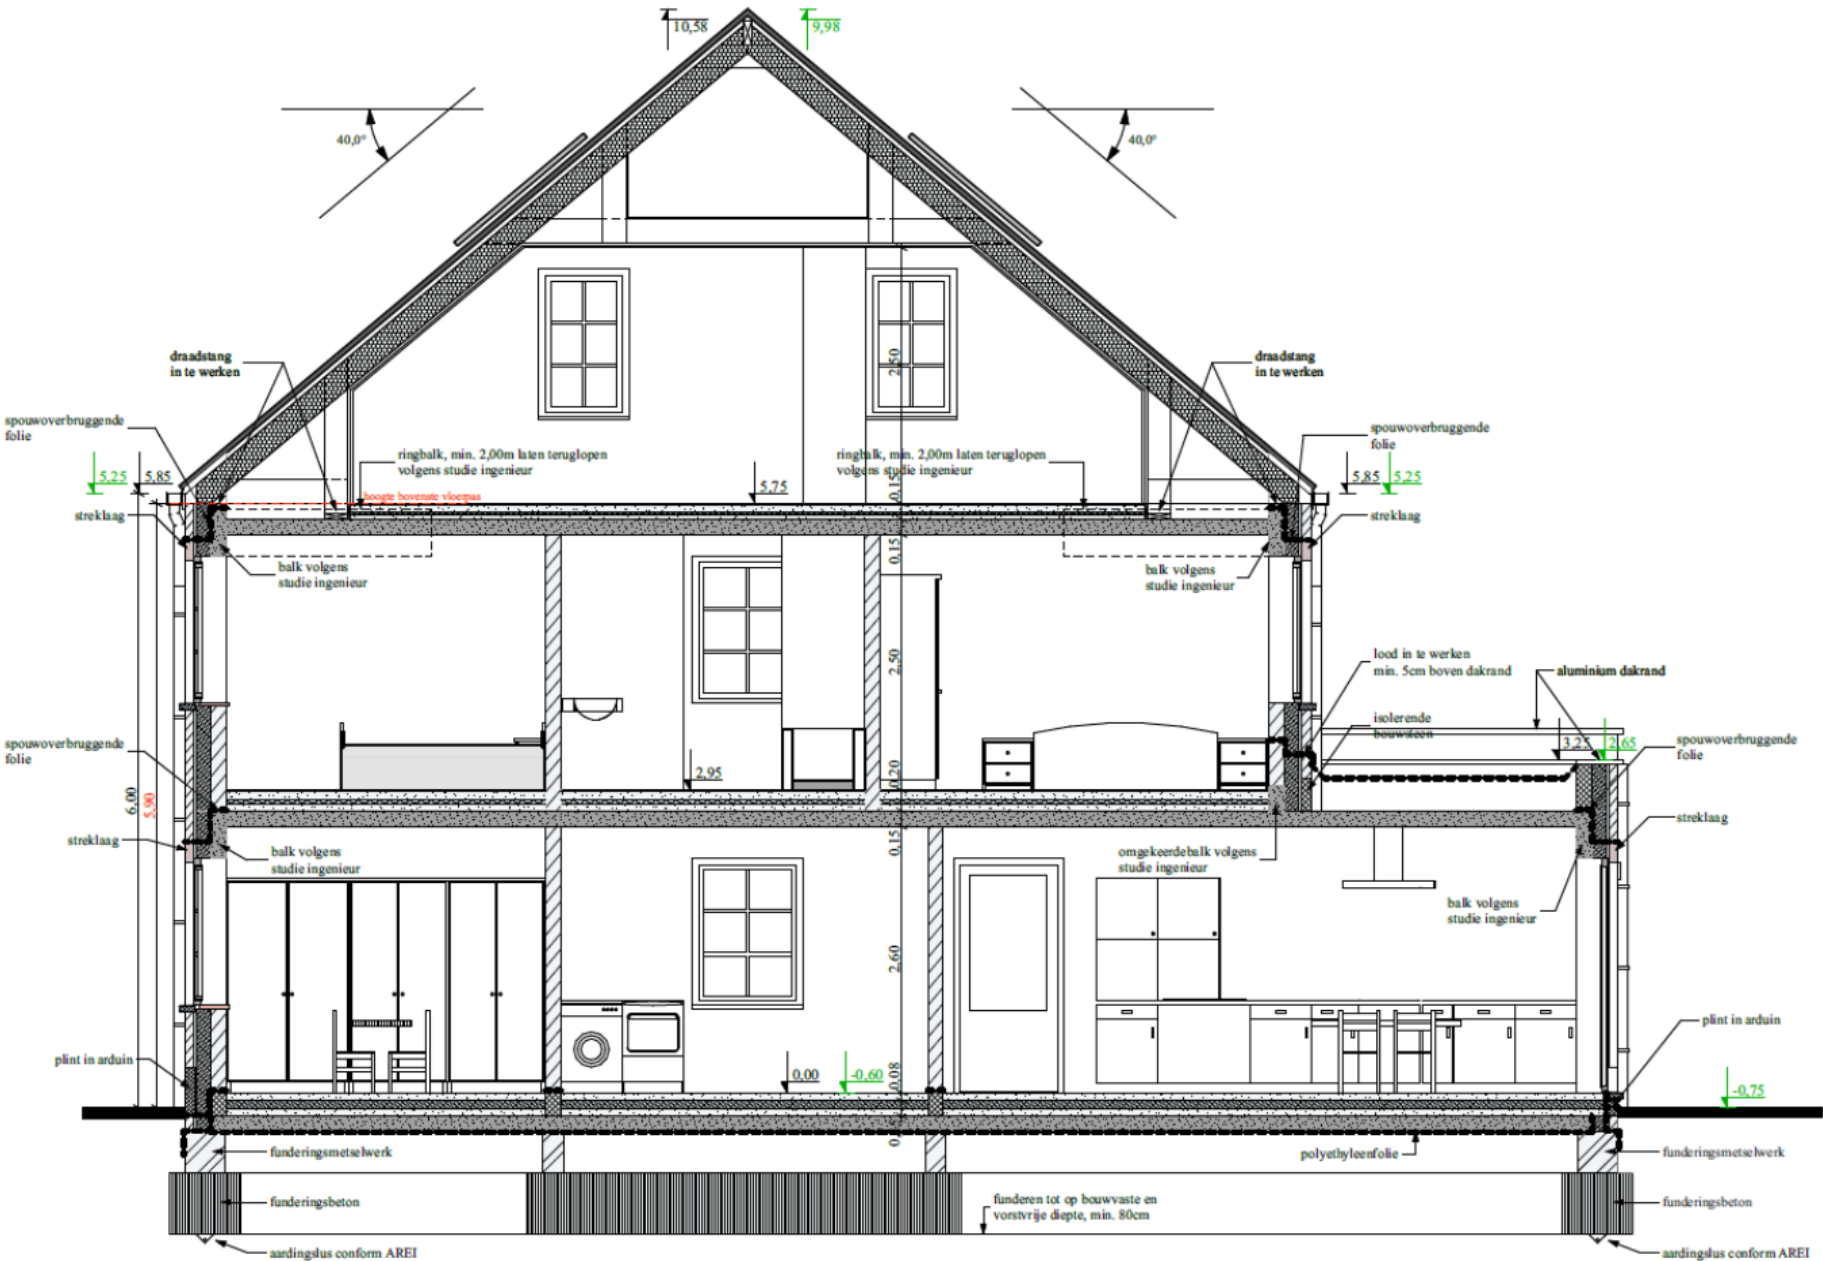 10,58
9,98
40,0°
40,0°
draadstang
in te werken
2,50
draadstang
in te werken
spouwoverbruggende
folie
spouwoverbruggende
folie
ringbalk, min. 2,00m laten teruglopen
volgens studie ingenieur
ringbalk, min. 2,00m laten teruglopen
volgens studie ingenieur
5,25
5,85
hoogte bovenste vloerpas
5,75
0,15
5,85
5,25
streklaag
streklaag
balk volgens
studie ingenieur
0,15
balk volgens
studie ingenieur
2,50
lood in te werken
min. 5cm boven dakrand
aluminium dakrand
isolerende
bouwsteen
spouwoverbruggende
folie
3,25
2,65
spouwoverbruggende
folie
6,00
5,90
2,95
0,20
streklaag
streklaag
balk volgens
studie ingenieur
0,15
omgekeerdebalk volgens
studie ingenieur
balk volgens
studie ingenieur
2,60
plint in arduin
plint in arduin
0,00
-0,60
0,08
-0,75
funderingsmetselwerk
polyethyleenfolie
funderingsmetselwerk
funderingsbeton
funderen tot op bouwvaste en
vorstvrije diepte, min. 80cm
funderingsbeton
aardingslus conform AREI
aardingslus conform AREI